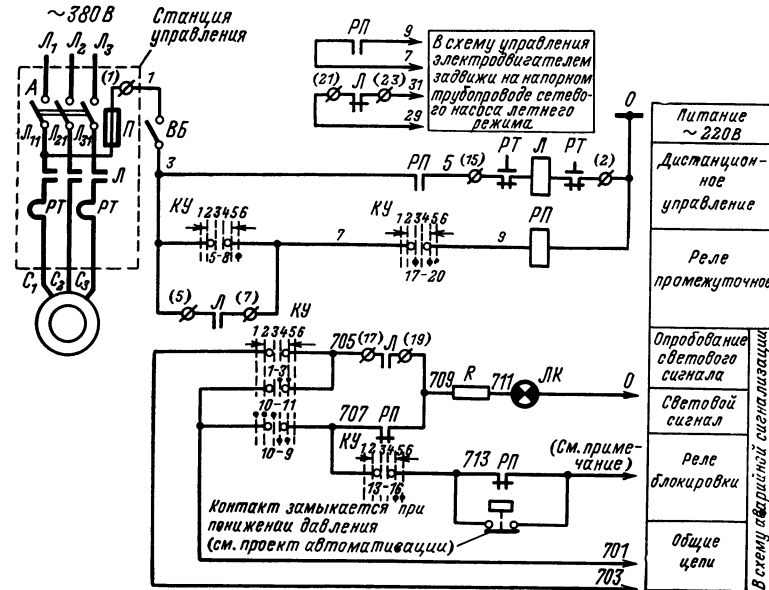 ~380В
Л₁ Л₂ Л₃
Станция
управления
(1) 1
А
Л₁₁ Л₂₁ Л₃₁
П
ВБ
Л
РТ РТ
С₁ С₂ С₃
3
РП 9
7
(21) Л (23) 31
29
В схему управления
электродвигателем
задвижи на напорном
трубопроводе сетево-
го насоса летнего
режима
0
РП 5 (15) РТ Л РТ (2)
КУ
123456
5-8
7
КУ
123456
17-20
9
РП
(5) Л (7)
КУ
123456
1-3
705 (17) Л (19)
10-11
709 R 711 ЛК 0
10-9
707 РП
КУ
123456
13-16
713 РП
(См. приме-
чание)
Контакт замыкается при
понижении давления
(см. проект автомативации)
701
703
Питание
~220В
Дистанцион-
ное
управление
Реле
промежуточное
Опробование
светового
сигнала
Световой
сигнал
Реле
блокировки
Общие
цепи
В схему аварийной сигнализации